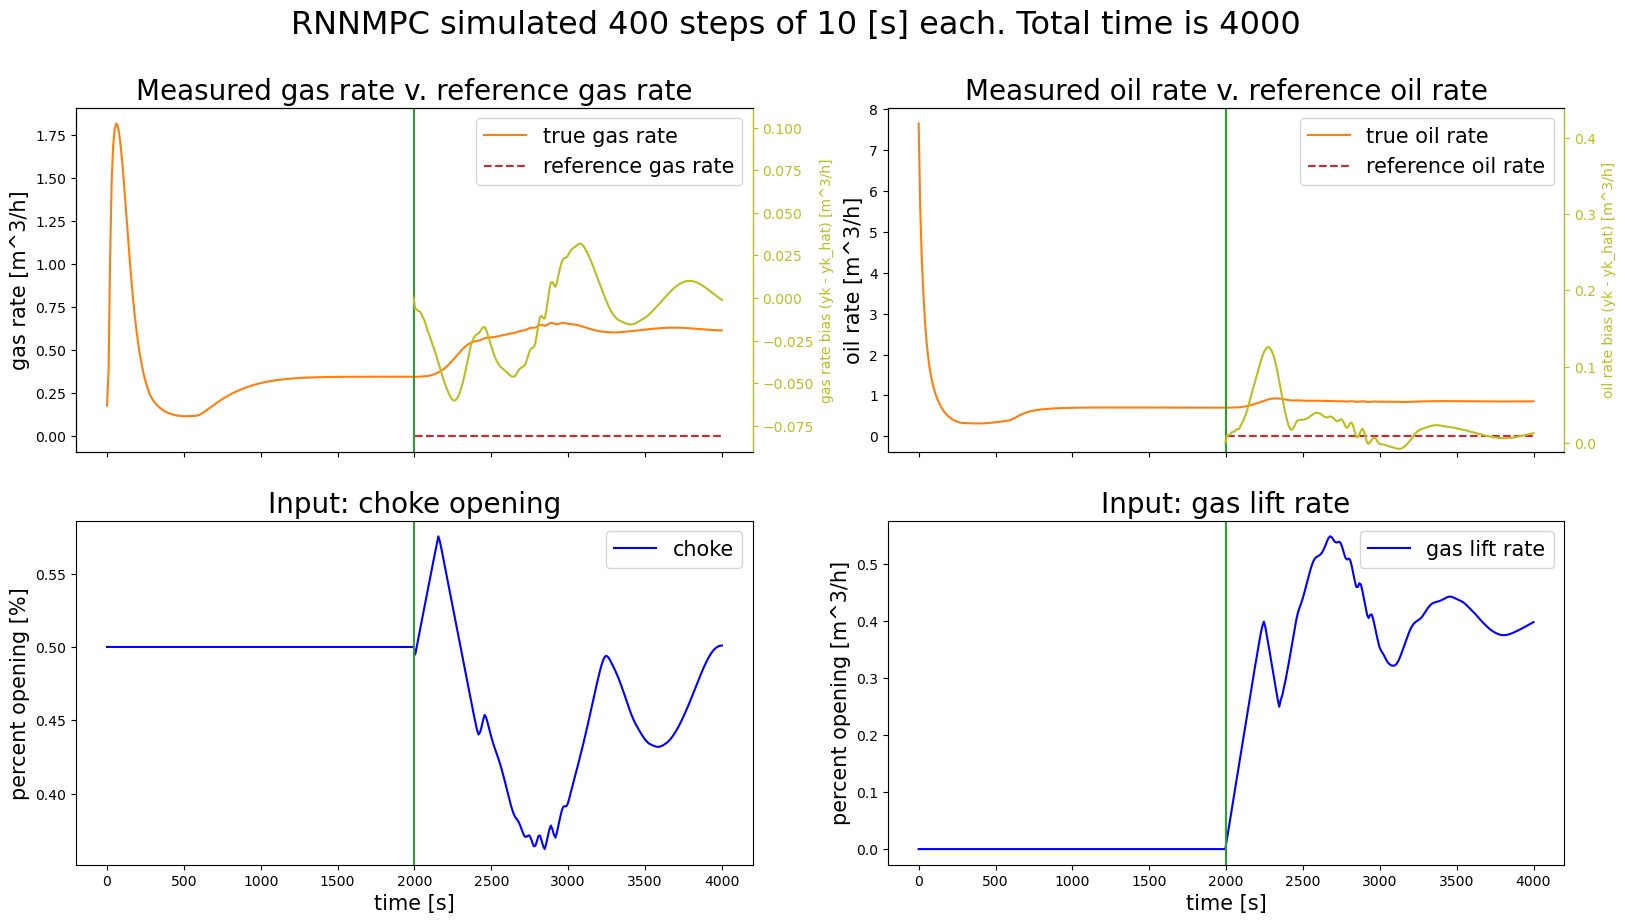 RNNMPC simulated 400 steps of 10 [s] each. Total time is 4000
Measured gas rate v. reference gas rate
gas rate [m^3/h]
1.75
1.50
1.25
1.00
0.75
0.50
0.25
0.00
true gas rate
reference gas rate
0.100
0.075
0.050
0.025
0.000
−0.025
−0.050
−0.075
gas rate bias (yk - yk_hat) [m^3/h]
Measured oil rate v. reference oil rate
oil rate [m^3/h]
8
7
6
5
4
3
2
1
0
true oil rate
reference oil rate
0.4
0.3
0.2
0.1
0.0
oil rate bias (yk - yk_hat) [m^3/h]
Input: choke opening
percent opening [%]
0.55
0.50
0.45
0.40
choke
0 500 1000 1500 2000 2500 3000 3500 4000
time [s]
Input: gas lift rate
percent opening [m^3/h]
0.5
0.4
0.3
0.2
0.1
0.0
gas lift rate
0 500 1000 1500 2000 2500 3000 3500 4000
time [s]